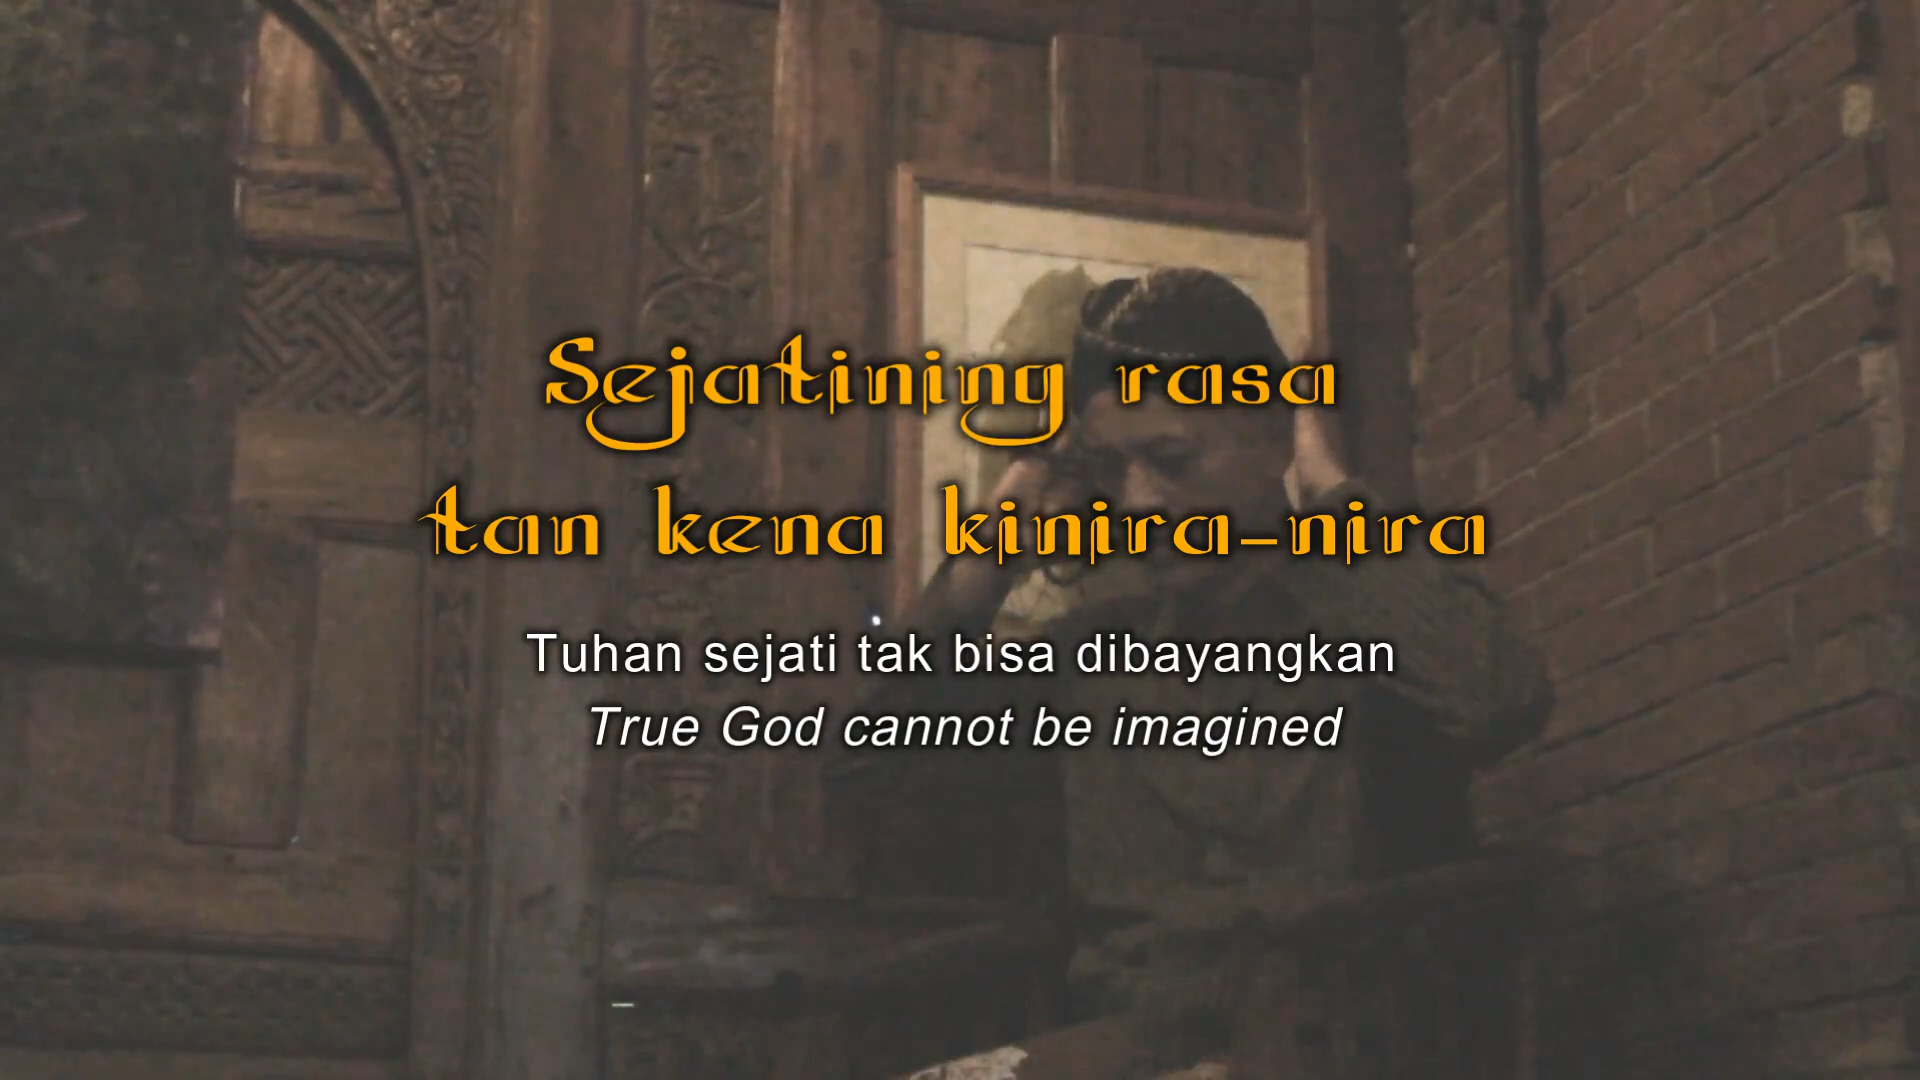 Sejatining rasa
tan kena kinira-nira
Tuhan sejati tak bisa dibayangkan
True God cannot be imagined